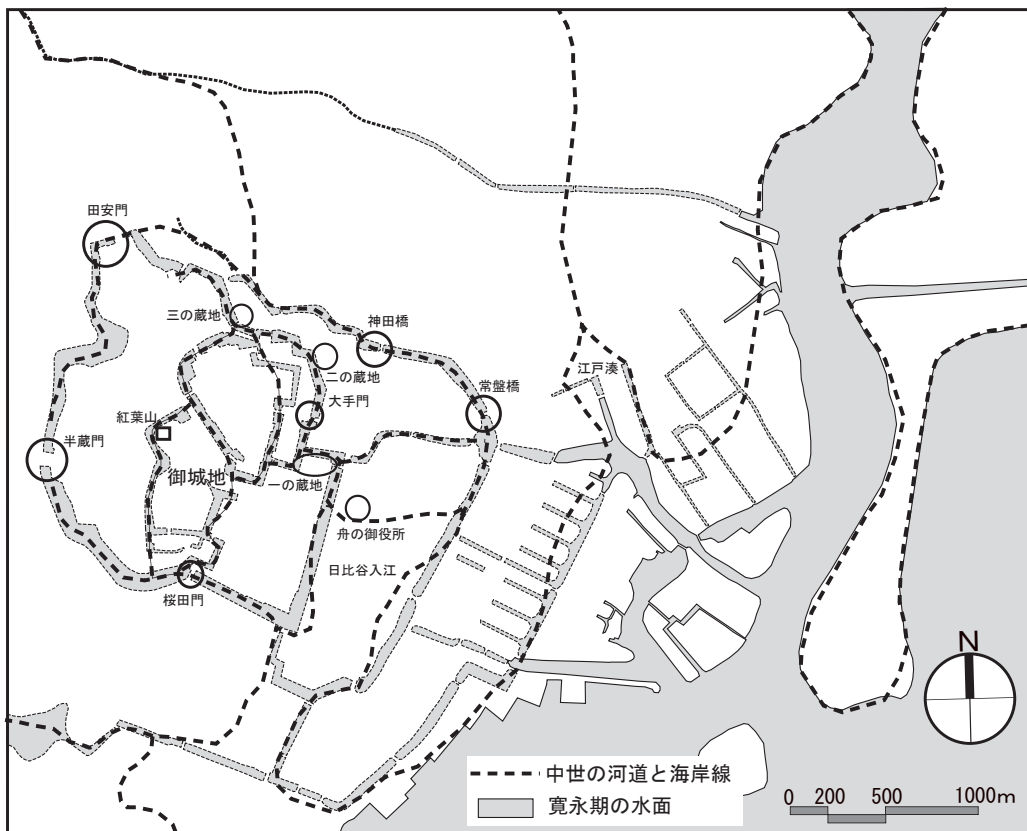 田安門
三の蔵地
神田橋
二の蔵地
江戸湊
大手門
常盤橋
紅葉山
半蔵門
御城地
一の蔵地
舟の御役所
日比谷入江
桜田門
N
中世の河道と海岸線
寛永期の水面
0 200 500 1000m